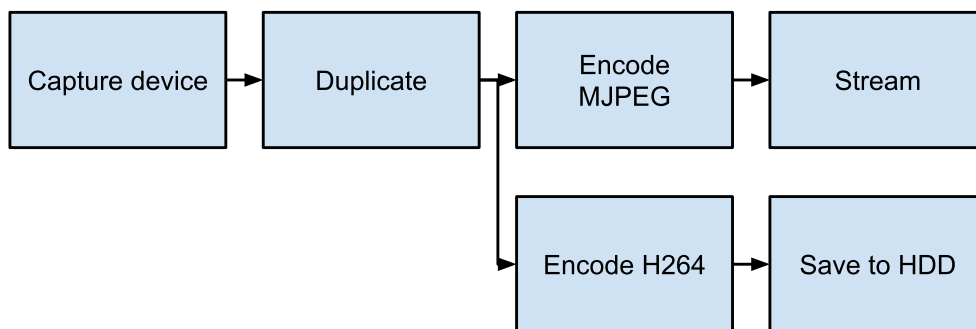 Capture device
Duplicate
Encode
MJPEG
Stream
Encode H264
Save to HDD